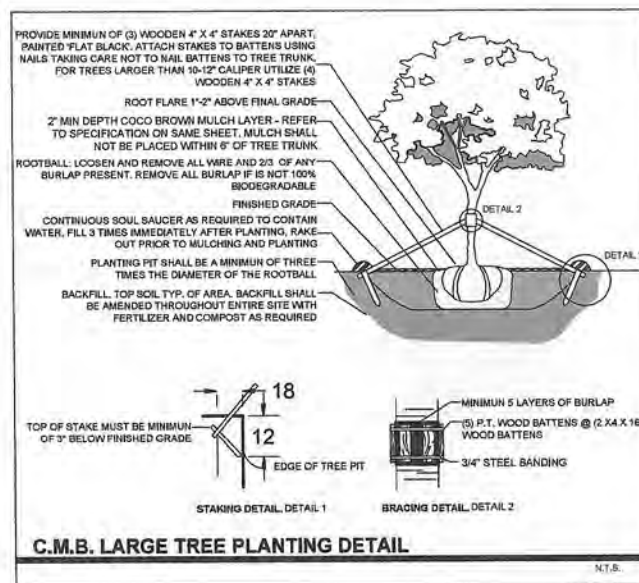 PROVIDE MINIMUN OF (3) WOODEN 4" X 4" STAKES 20" APART,
PAINTED 'FLAT BLACK'. ATTACH STAKES TO BATTENS USING
NAILS TAKING CARE NOT TO NAIL BATTENS TO TREE TRUNK.
FOR TREES LARGER THAN 10-12" CALIPER UTILIZE (4)
WOODEN 4" X 4" STAKES
ROOT FLARE 1"-2" ABOVE FINAL GRADE
2" MIN DEPTH COCO BROWN MULCH LAYER - REFER
TO SPECIFICATION ON SAME SHEET. MULCH SHALL
NOT BE PLACED WITHIN 6" OF TREE TRUNK
ROOTBALL: LOOSEN AND REMOVE ALL WIRE AND 2/3 OF ANY
BURLAP PRESENT. REMOVE ALL BURLAP IF IS NOT 100%
BIODEGRADABLE
FINISHED GRADE
CONTINUOUS SOUL SAUCER AS REQUIRED TO CONTAIN
WATER, FILL 3 TIMES IMMEDIATELY AFTER PLANTING, RAKE
OUT PRIOR TO MULCHING AND PLANTING
PLANTING PIT SHALL BE A MINIMUN OF THREE
TIMES THE DIAMETER OF THE ROOTBALL
BACKFILL. TOP SOIL TYP. OF AREA. BACKFILL SHALL
BE AMENDED THROUGHOUT ENTIRE SITE WITH
FERTILIZER AND COMPOST AS REQUIRED
DETAIL 2
DETAIL
18
12
TOP OF STAKE MUST BE MINIMUN
OF 3" BELOW FINISHED GRADE
EDGE OF TREE PIT
STAKING DETAIL, DETAIL 1
MINIMUN 5 LAYERS OF BURLAP
(5) P.T. WOOD BATTENS @ (2 X4 X 16
WOOD BATTENS
3/4" STEEL BANDING
BRACING DETAIL, DETAIL 2
C.M.B. LARGE TREE PLANTING DETAIL
N.T.S.